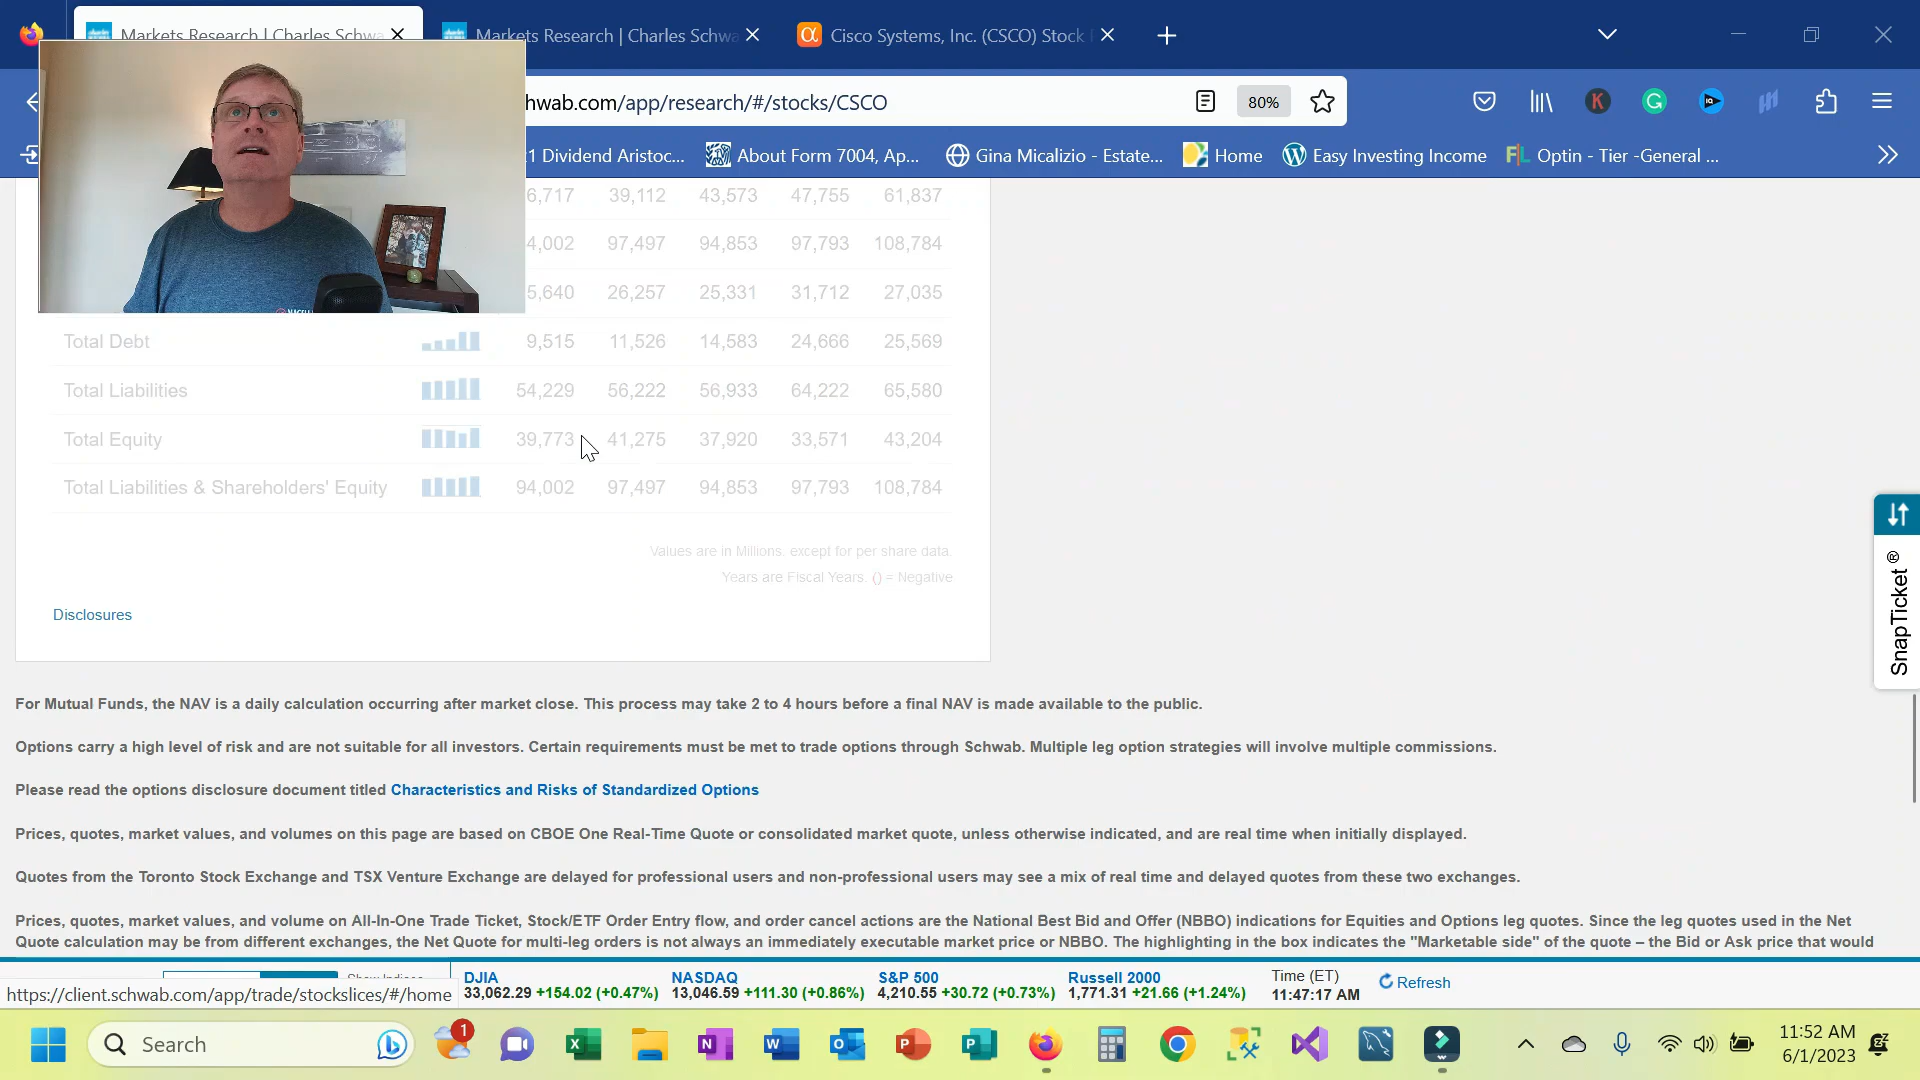 Markets Research | Charles Schwa
Markets Research | Charles Schwa
Cisco Systems, Inc. (CSCO) Stock
hwab.com/app/research/#/stocks/CSCO
80%
1 Dividend Aristoc...
About Form 7004, Ap...
Gina Micalizio - Estate...
Home
Easy Investing Income
Optin - Tier -General ...
6,717 39,112 43,573 47,755 61,837
4,002 97,497 94,853 97,793 108,784
5,640 26,257 25,331 31,712 27,035
Total Debt 9,515 11,526 14,583 24,666 25,569
Total Liabilities 54,229 56,222 56,933 64,222 65,580
Total Equity 39,773 41,275 37,920 33,571 43,204
Total Liabilities & Shareholders' Equity 94,002 97,497 94,853 97,793 108,784
Values are in Millions, except for per share data.
Years are Fiscal Years. () = Negative
Disclosures
SnapTicket®
For Mutual Funds, the NAV is a daily calculation occurring after market close. This process may take 2 to 4 hours before a final NAV is made available to the public.
Options carry a high level of risk and are not suitable for all investors. Certain requirements must be met to trade options through Schwab. Multiple leg option strategies will involve multiple commissions.
Please read the options disclosure document titled Characteristics and Risks of Standardized Options
Prices, quotes, market values, and volumes on this page are based on CBOE One Real-Time Quote or consolidated market quote, unless otherwise indicated, and are real time when initially displayed.
Quotes from the Toronto Stock Exchange and TSX Venture Exchange are delayed for professional users and non-professional users may see a mix of real time and delayed quotes from these two exchanges.
Prices, quotes, market values, and volume on All-In-One Trade Ticket, Stock/ETF Order Entry flow, and order cancel actions are the National Best Bid and Offer (NBBO) indications for Equities and Options leg quotes. Since the leg quotes used in the Net
Quote calculation may be from different exchanges, the Net Quote for multi-leg orders is not always an immediately executable market price or NBBO. The highlighting in the box indicates the "Marketable side" of the quote – the Bid or Ask price that would
DJIA NASDAQ S&P 500 Russell 2000 Time (ET) Refresh
33,062.29 +154.02 (+0.47%) 13,046.59 +111.30 (+0.86%) 4,210.55 +30.72 (+0.73%) 1,771.31 +21.66 (+1.24%) 11:47:17 AM
https://client.schwab.com/app/trade/stockslices/#/home
Search
1
11:52 AM
6/1/2023